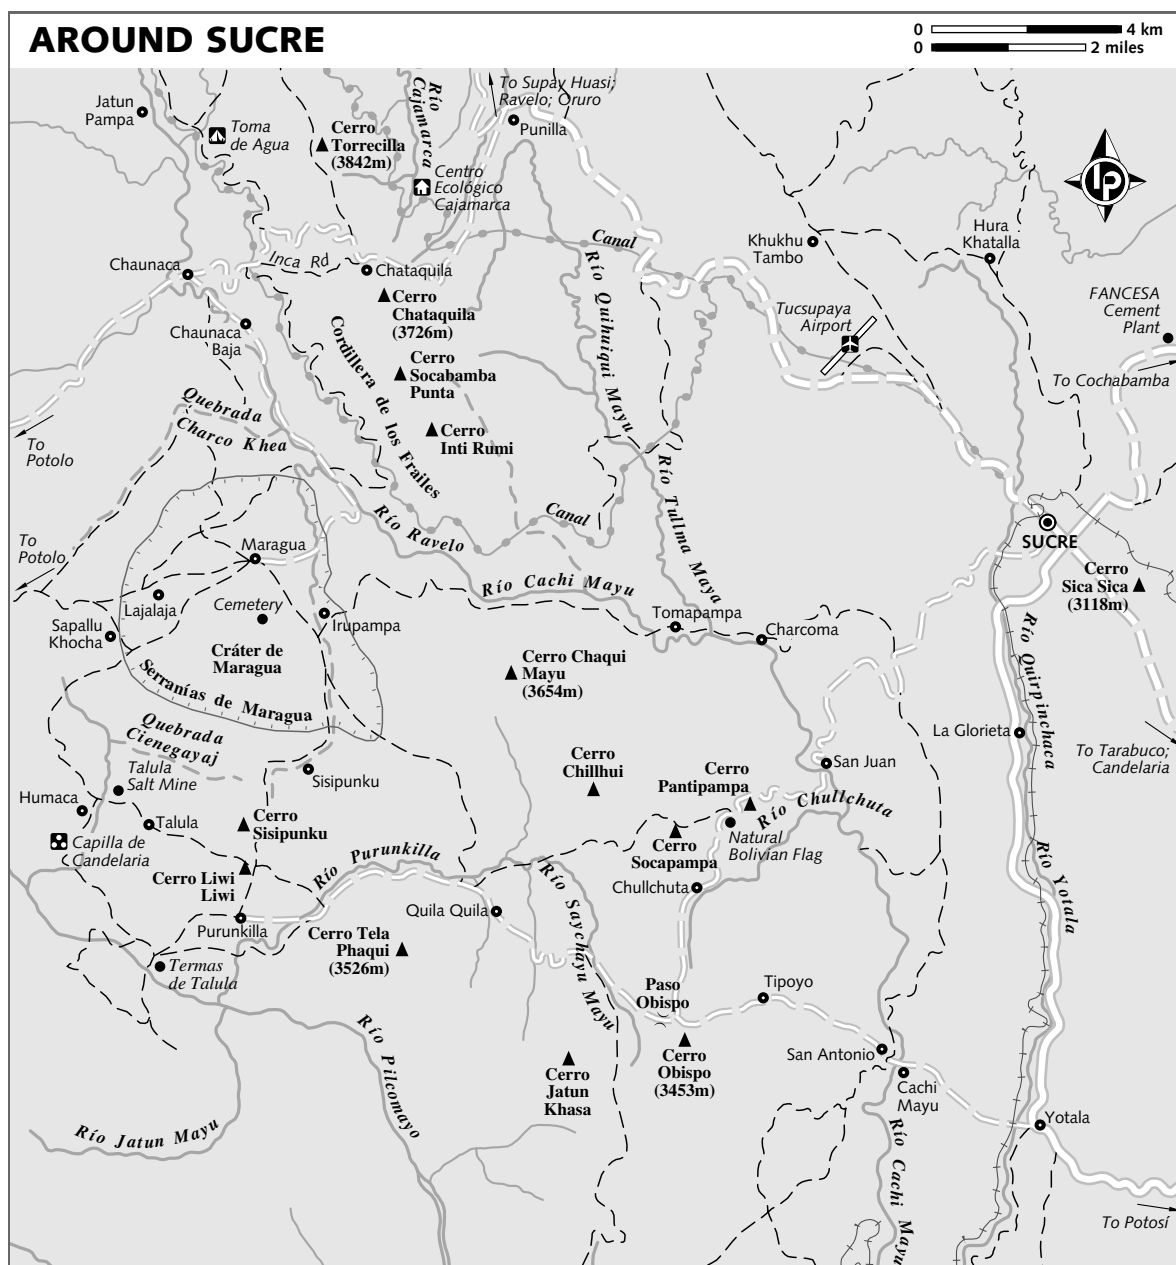 AROUND SUCRE
0 4 km
0 2 miles
To Supay Huasi;
Ravelo; Oruro
Río
Cajamarca
Jatun
Pampa
Toma
de Agua
Cerro
Torrecilla
(3842m)
Punilla
Centro
Ecológico
Cajamarca
lp
Hura
Khatalla
Khukhu
Tambo
Canal
Inca Rd
Chaunaca
Chataquila
Río Quihuiqui Mayu
Cerro
Chataquila
(3726m)
Tucsupaya
Airport
FANCESA
Cement
Plant
Chaunaca
Baja
Cordillera de los Frailes
Cerro
Socabamba
Punta
To Cochabamba
Quebrada
Charco Khea
Cerro
Inti Rumi
To
Potolo
Río Tullma Maya
Canal
Río Ravelo
SUCRE
To
Potolo
Maragua
Cerro
Sica Sica
(3118m)
Río Cachi Mayu
Lajalaja
Cemetery
Irupampa
Tomapampa
Charcoma
Sapallu
Khocha
Cráter de
Maragua
Río Quirpinchaca
Cerro Chaqui
Mayu
(3654m)
Serranías de Maragua
Quebrada
Cienegayaj
La Glorieta
Cerro
Chillhui
Cerro
Pantipampa
San Juan
To Tarabuco;
Candelaria
Talula
Salt Mine
Sisipunku
Humaca
Talula
Cerro
Sisipunku
Río Chullchuta
Capilla de
Candelaria
Cerro
Socapampa
Natural
Bolivian Flag
Río Purunkilla
Río Yotala
Cerro Liwi
Liwi
Chullchuta
Río Saychayu Mayu
Quila Quila
Purunkilla
Cerro Tela
Phaqui
(3526m)
Termas
de Talula
Paso
Obispo
Tipoyo
Río Pilcomayo
San Antonio
Cerro
Obispo
(3453m)
Cerro
Jatun
Khasa
Cachi
Mayu
Río Jatun Mayu
Yotala
Río Cachi Mayu
To Potosí